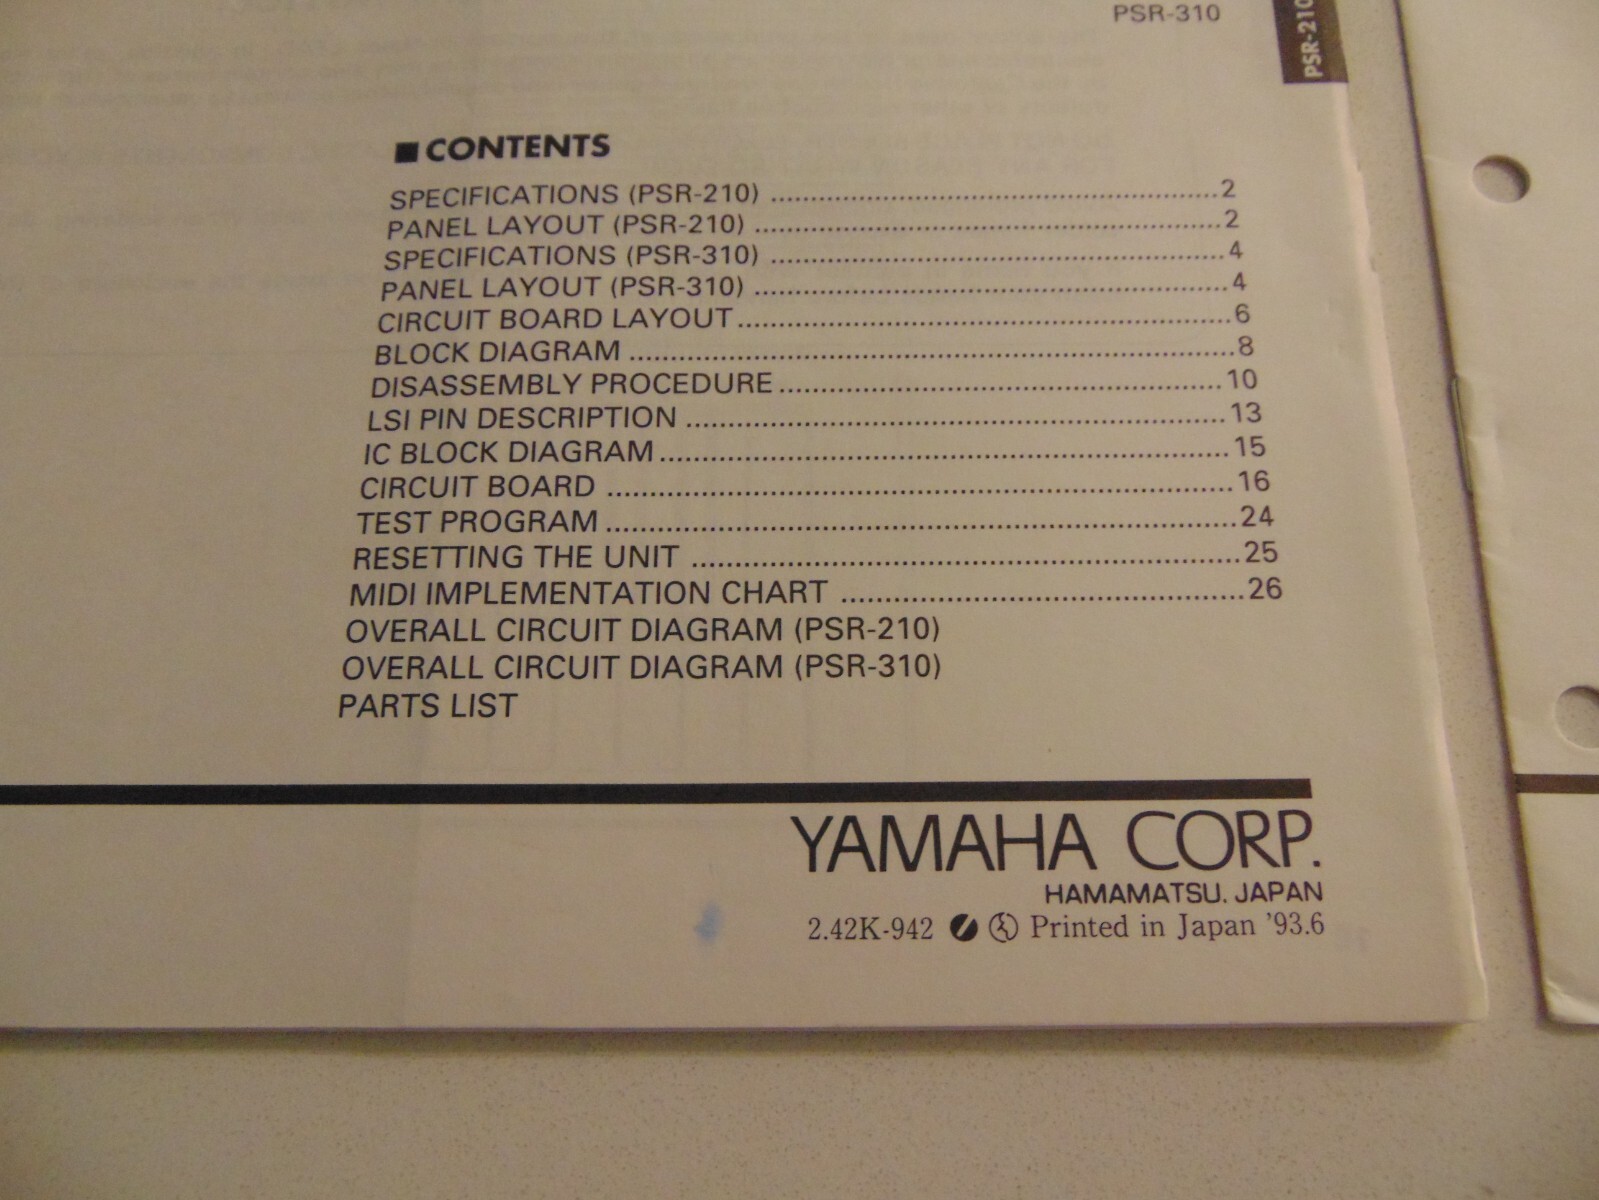 PSR-310
PSR-210
■ CONTENTS
SPECIFICATIONS (PSR-210) ........ 2
PANEL LAYOUT (PSR-210) ........ 2
SPECIFICATIONS (PSR-310) ........ 4
PANEL LAYOUT (PSR-310) ........ 4
CIRCUIT BOARD LAYOUT ........ 6
BLOCK DIAGRAM ........ 8
DISASSEMBLY PROCEDURE ........ 10
LSI PIN DESCRIPTION ........ 13
IC BLOCK DIAGRAM ........ 15
CIRCUIT BOARD ........ 16
TEST PROGRAM ........ 24
RESETTING THE UNIT ........ 25
MIDI IMPLEMENTATION CHART ........ 26
OVERALL CIRCUIT DIAGRAM (PSR-210)
OVERALL CIRCUIT DIAGRAM (PSR-310)
PARTS LIST
YAMAHA CORP.
HAMAMATSU. JAPAN
2.42K-942 Printed in Japan '93.6